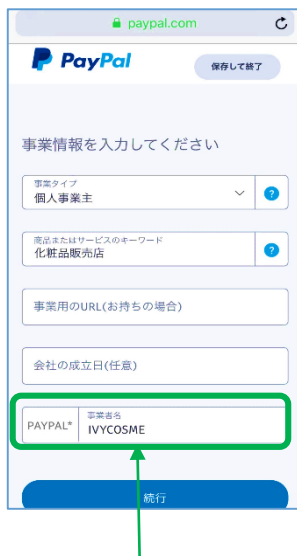 paypal.com
PayPal
保存して終了
事業情報を入力してください
事業タイプ
個人事業主
?
商品またはサービスのキーワード
化粧品販売店
?
事業用のURL(お持ちの場合)
会社の成立日(任意)
PAYPAL*
事業者名
IVYCOSME
続行